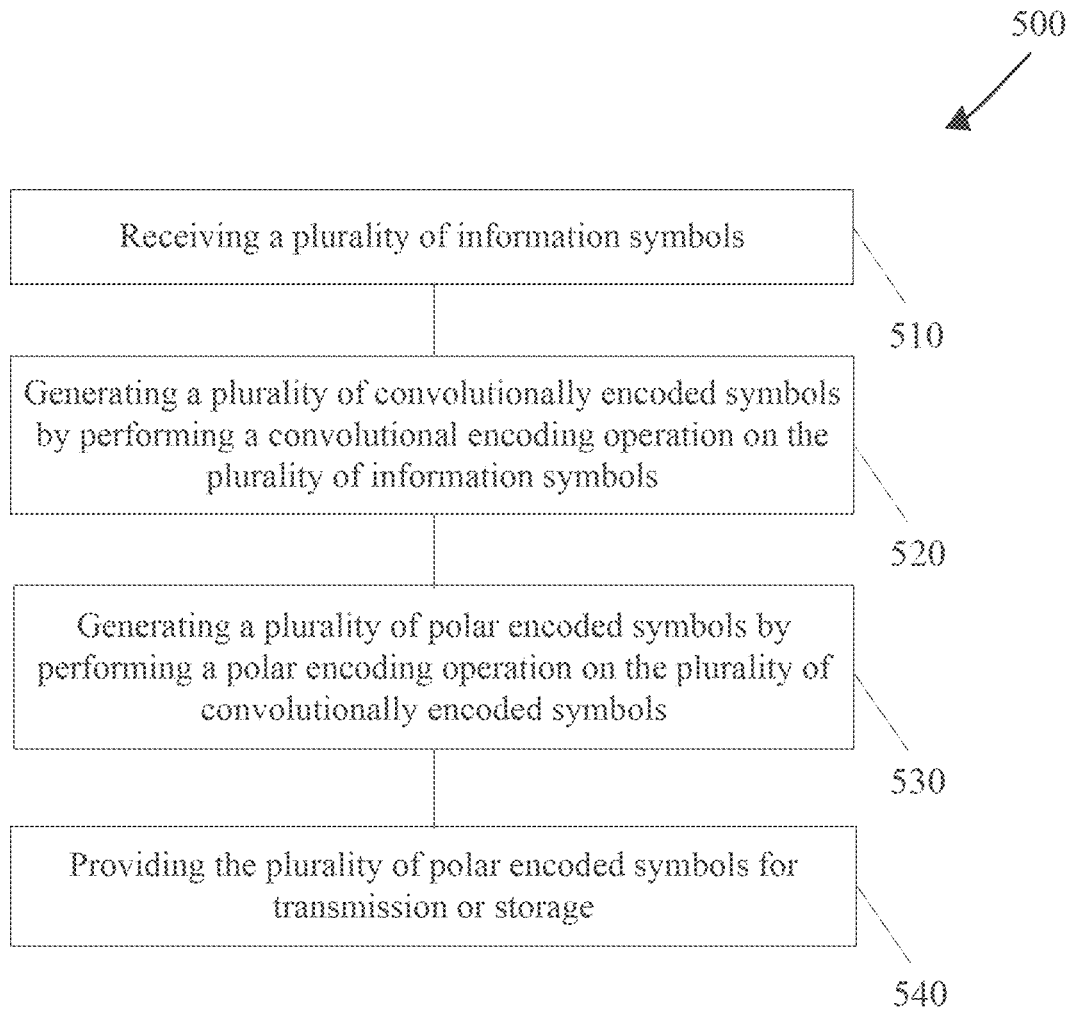 500
Receiving a plurality of information symbols
510
Generating a plurality of convolutionally encoded symbols
by performing a convolutional encoding operation on the
plurality of information symbols
520
Generating a plurality of polar encoded symbols by
performing a polar encoding operation on the plurality of
convolutionally encoded symbols
530
Providing the plurality of polar encoded symbols for
transmission or storage
540